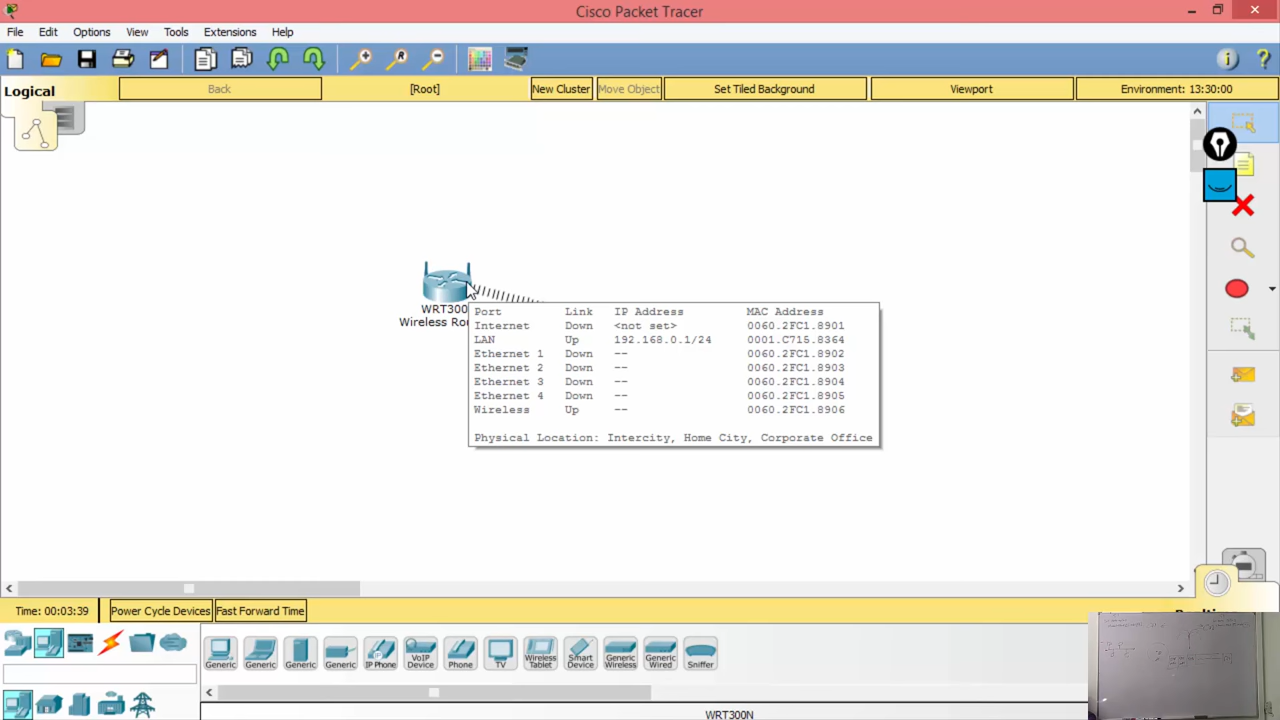 Cisco Packet Tracer
File Edit Options View Tools Extensions Help
Logical Back [Root] New Cluster Move Object Set Tiled Background Viewport Environment: 13:30:00
WRT300
Wireless Rou
Port Link IP Address MAC Address
Internet Down <not set> 0060.2FC1.8901
LAN Up 192.168.0.1/24 0001.C715.8364
Ethernet 1 Down -- 0060.2FC1.8902
Ethernet 2 Down -- 0060.2FC1.8903
Ethernet 3 Down -- 0060.2FC1.8904
Ethernet 4 Down -- 0060.2FC1.8905
Wireless Up -- 0060.2FC1.8906
Physical Location: Intercity, Home City, Corporate Office
Time: 00:03:39 Power Cycle Devices Fast Forward Time
Generic Generic Generic Generic IP Phone VoIP Device Phone TV Wireless Tablet Smart Device Generic Wireless Generic Wired Sniffer
WRT300N